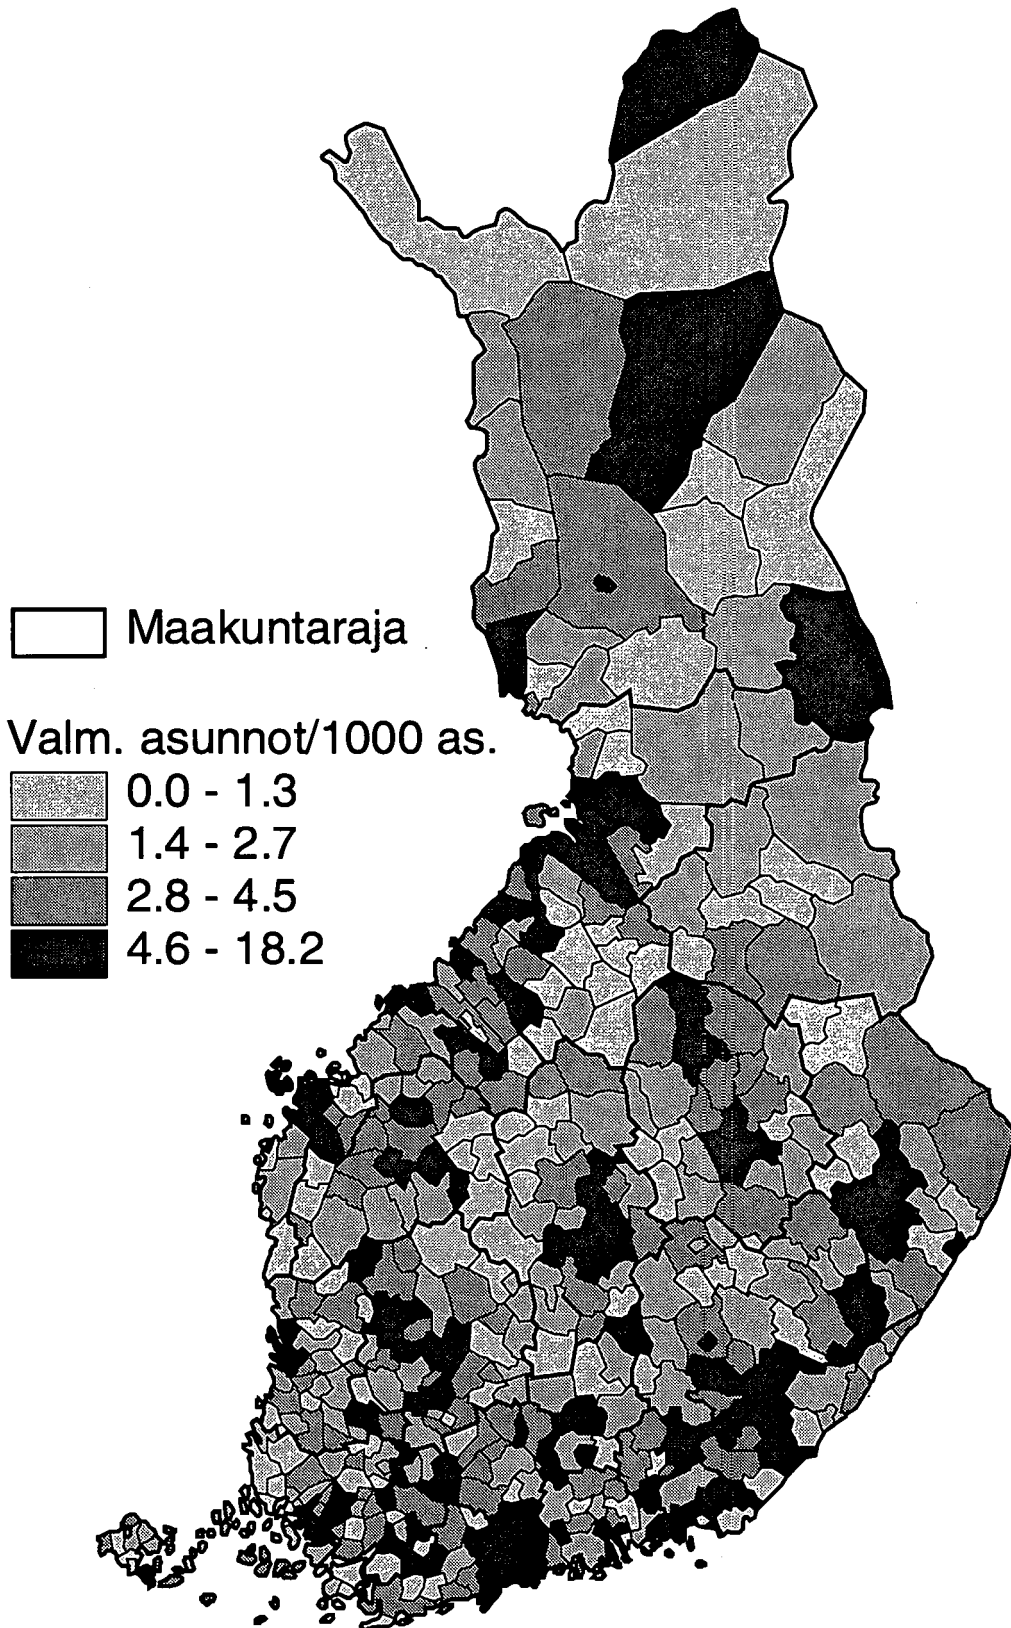 Maakuntaraja
Valm. asunnot/1000 as.
0.0 - 1.3
1.4 - 2.7
2.8 - 4.5
4.6 - 18.2